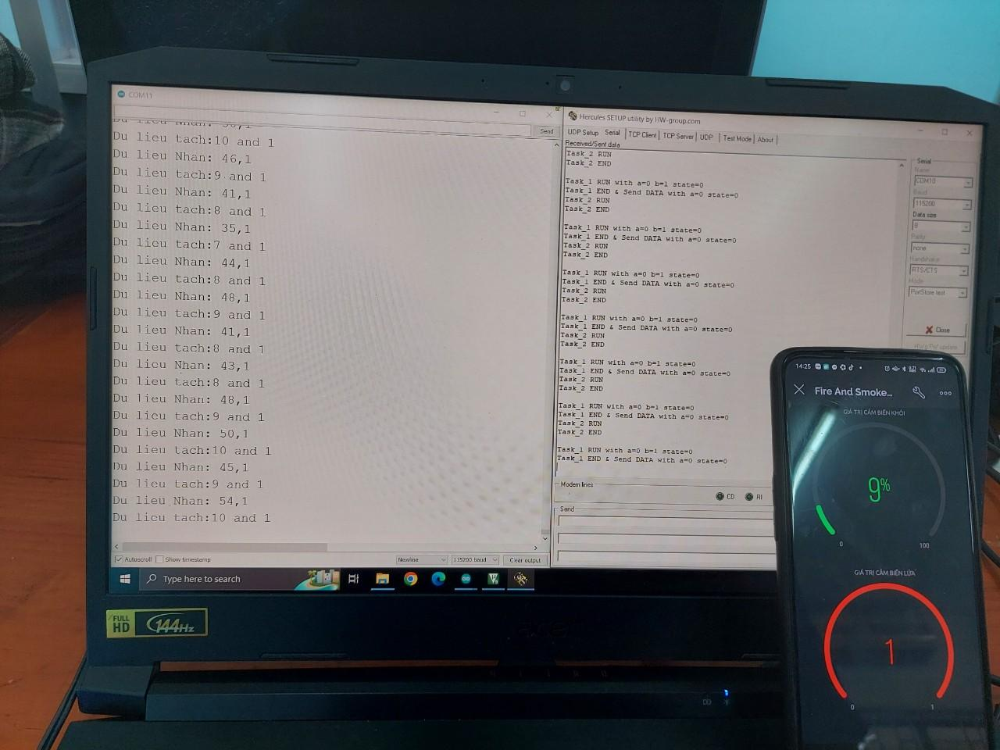 COM11
Send
Du lieu Nhan: 50,1
Du lieu tach:10 and 1
Du lieu Nhan: 46,1
Du lieu tach:9 and 1
Du lieu Nhan: 41,1
Du lieu tach:8 and 1
Du lieu Nhan: 35,1
Du lieu tach:7 and 1
Du lieu Nhan: 44,1
Du lieu tach:8 and 1
Du lieu Nhan: 48,1
Du lieu tach:9 and 1
Du lieu Nhan: 41,1
Du lieu tach:8 and 1
Du lieu Nhan: 43,1
Du lieu tach:8 and 1
Du lieu Nhan: 48,1
Du lieu tach:9 and 1
Du lieu Nhan: 50,1
Du lieu tach:10 and 1
Du lieu Nhan: 45,1
Du lieu tach:9 and 1
Du lieu Nhan: 54,1
Du lieu tach:10 and 1
Autoscroll Show timestamp
Newline
115200 baud
Clear output
Hercules SETUP utility by HW-group.com
UDP Setup Serial TCP Client TCP Server UDP Test Mode About
Received/Sent data
Task_2 RUN
Task_2 END
Task_1 RUN with a=0 b=1 state=0
Task_1 END & Send DATA with a=0 state=0
Task_2 RUN
Task_2 END
Task_1 RUN with a=0 b=1 state=0
Task_1 END & Send DATA with a=0 state=0
Task_2 RUN
Task_2 END
Task_1 RUN with a=0 b=1 state=0
Task_1 END & Send DATA with a=0 state=0
Task_2 RUN
Task_2 END
Task_1 RUN with a=0 b=1 state=0
Task_1 END & Send DATA with a=0 state=0
Task_2 RUN
Task_2 END
Task_1 RUN with a=0 b=1 state=0
Task_1 END & Send DATA with a=0 state=0
Task_2 RUN
Task_2 END
Task_1 RUN with a=0 b=1 state=0
Task_1 END & Send DATA with a=0 state=0
Task_2 RUN
Task_2 END
Task_1 RUN with a=0 b=1 state=0
Task_1 END & Send DATA with a=0 state=0
Modem lines
CD RI
Send
Serial
Name
COM10
Baud
115200
Data size
8
Parity
none
Handshake
RTS/CTS
Mode
PortStore test
Close
HWg FW update
Type here to search
FULL HD
144Hz
acer
14:25
Fire And Smoke...
GIÁ TRỊ CẢM BIẾN KHÓI
9%
0 100
GIÁ TRỊ CẢM BIẾN LỬA
1
0 1